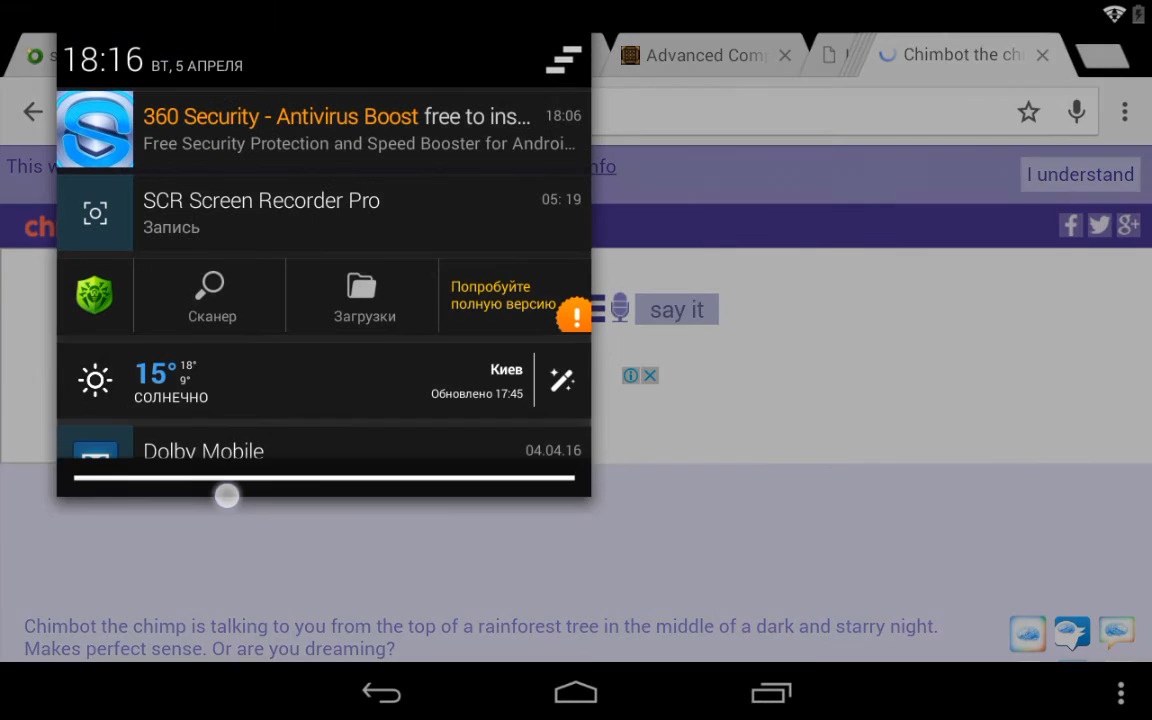 18:16 ВТ, 5 АПРЕЛЯ
s
Advanced Comp
Chimbot the chi
360 Security - Antivirus Boost free to ins... 18:06
Free Security Protection and Speed Booster for Androi...
This w
nfo
I understand
SCR Screen Recorder Pro 05: 19
Запись
chi
Сканер
Загрузки
Попробуйте
полную версию
say it
15° 18°
9°
СОЛНЕЧНО
Киев
Обновлено 17:45
Dolby Mobile 04.04.16
Chimbot the chimp is talking to you from the top of a rainforest tree in the middle of a dark and starry night.
Makes perfect sense. Or are you dreaming?